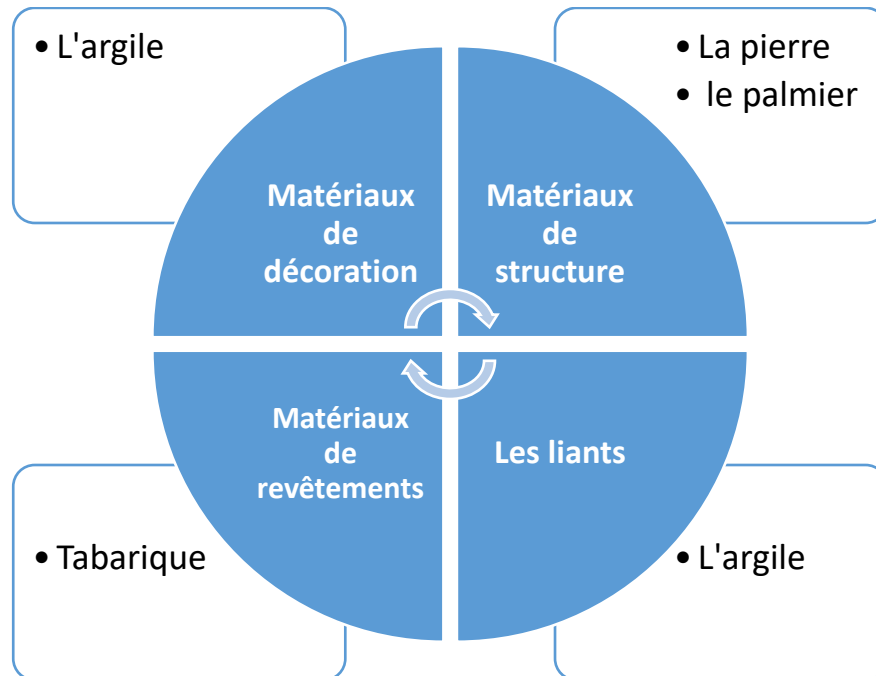 • L'argile
• La pierre
• le palmier
Matériaux
de
décoration
Matériaux
de
structure
Matériaux
de
revêtements
Les liants
• Tabarique
• L'argile